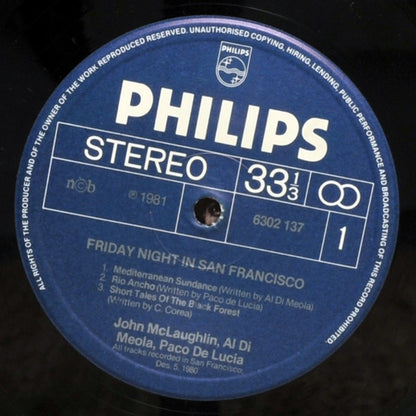 ALL RIGHTS OF THE PRODUCER AND OF THE OWNER OF THE WORK REPRODUCED RESERVED. UNAUTHORISED COPYING, HIRING, LENDING, PUBLIC PERFORMANCE AND BROADCASTING OF THIS RECORD PROHIBITED
PHILIPS
PHILIPS
STEREO 33 1/3 ∞
n©b ℗ 1981 6302 137 1
FRIDAY NIGHT IN SAN FRANCISCO
1. Mediterranean Sundance (Written by Al Di Meola)
2. Rio Ancho (Written by Paco de Lucia)
3. Short Tales Of The Black Forest
(Written by C. Corea)
John McLaughlin, Al Di
Meola, Paco De Lucia
All tracks recorded in San Francisco,
Des. 5. 1980